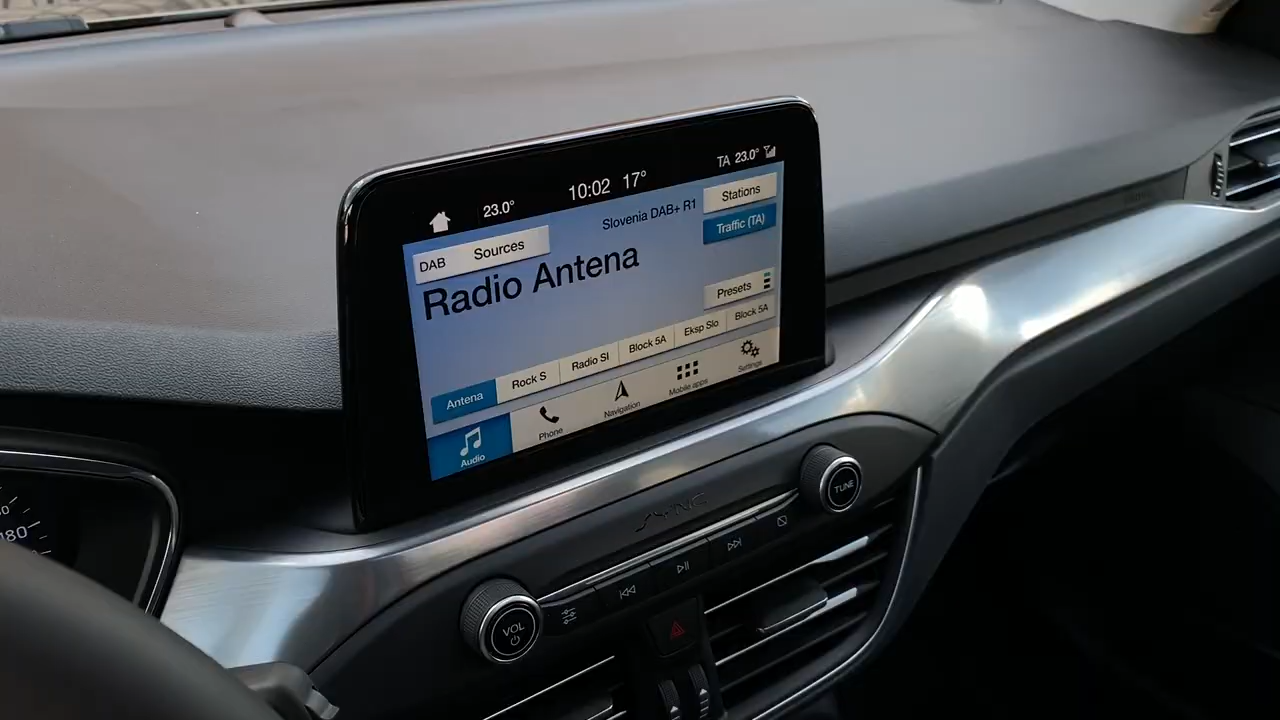 23.0° 10:02 17° TA 23.0°
DAB Sources Slovenia DAB+ R1 Stations
Traffic (TA)
Radio Antena
Presets
Antena Rock S Radio SI Block 5A Eksp Slo Block 5A
Audio Phone Navigation Mobile apps Settings
SYNC
TUNE
VOL
180